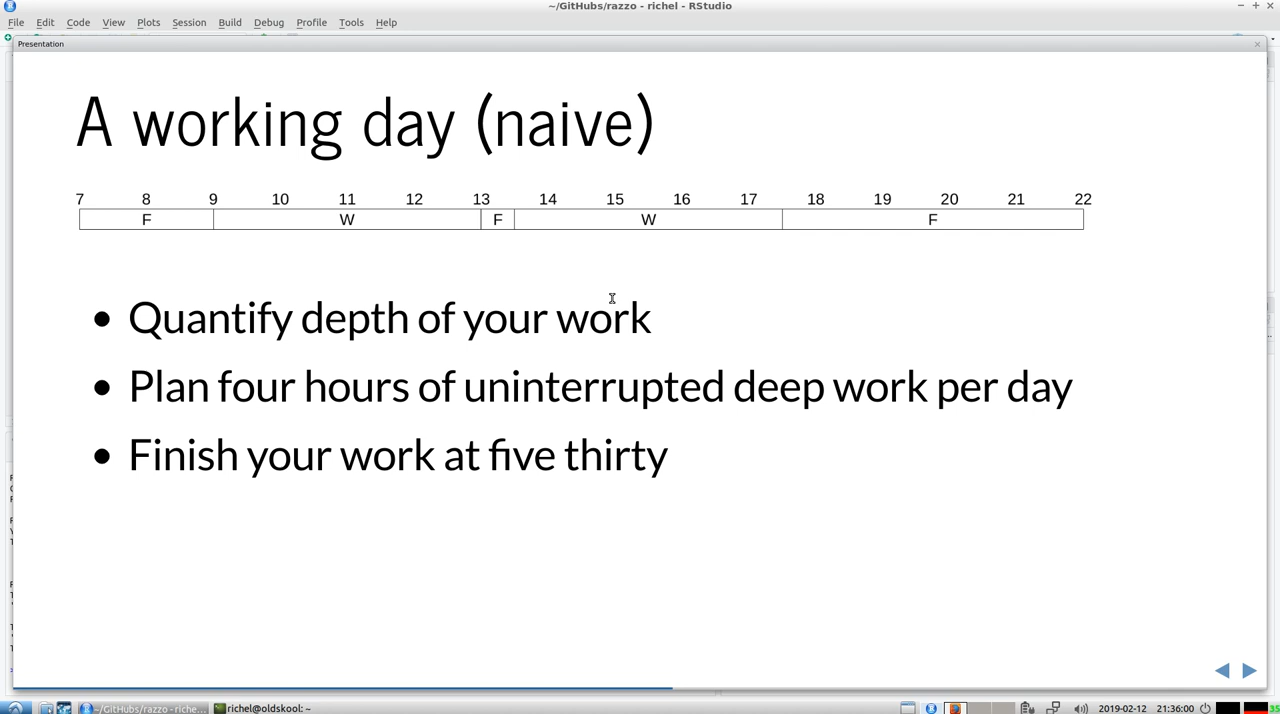 ~/GitHubs/razzo - richel - RStudio
File Edit Code View Plots Session Build Debug Profile Tools Help
Presentation
A working day (naive)
7 8 9 10 11 12 13 14 15 16 17 18 19 20 21 22
F W F W F
• Quantify depth of your work
• Plan four hours of uninterrupted deep work per day
• Finish your work at five thirty
~/GitHubs/razzo - riche... richel@oldskool: ~ 2019-02-12 21:36:00 35